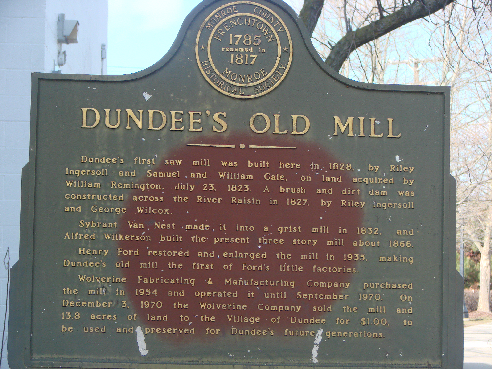 MONROE COUNTY
FRENCHTOWN
1785
renamed in
1817
MONROE
HISTORICAL SOCIETY
DUNDEE'S OLD MILL
Dundee's first saw mill was built here in 1828 by Riley
Ingersoll and Samuel and William Gale, on land acquired by
William Remington, July 23, 1823. A brush and dirt dam was
constructed across the River Raisin in 1827, by Riley Ingersoll
and George Wilcox.
Sybrant Van Nest made it into a grist mill in 1832, and
Alfred Wilkerson built the present three story mill about 1866.
Henry Ford restored and enlarged the mill in 1935, making
Dundee's old mill the first of Ford's little factories.
Wolverine Fabricating & Manufacturing Company purchased
the mill in 1954 and operated it until September 1970. On
December 3, 1970 the Wolverine Company sold the mill and
13.8 acres of land to the Village of Dundee for $1.00, to
be used and preserved for Dundee's future generations.